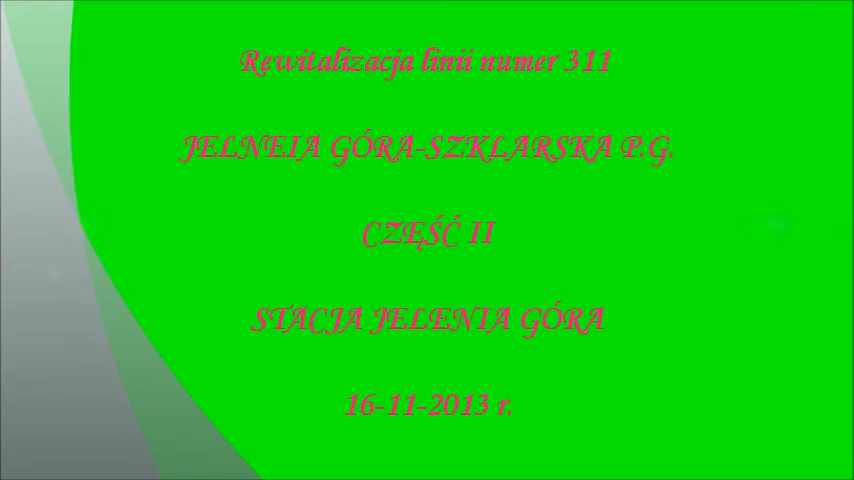 Rewitalizacja linii numer 311
JELNEIA GÓRA-SZKLARSKA P.G.
CZĘŚĆ II
STACJA JELENIA GÓRA
16-11-2013 r.